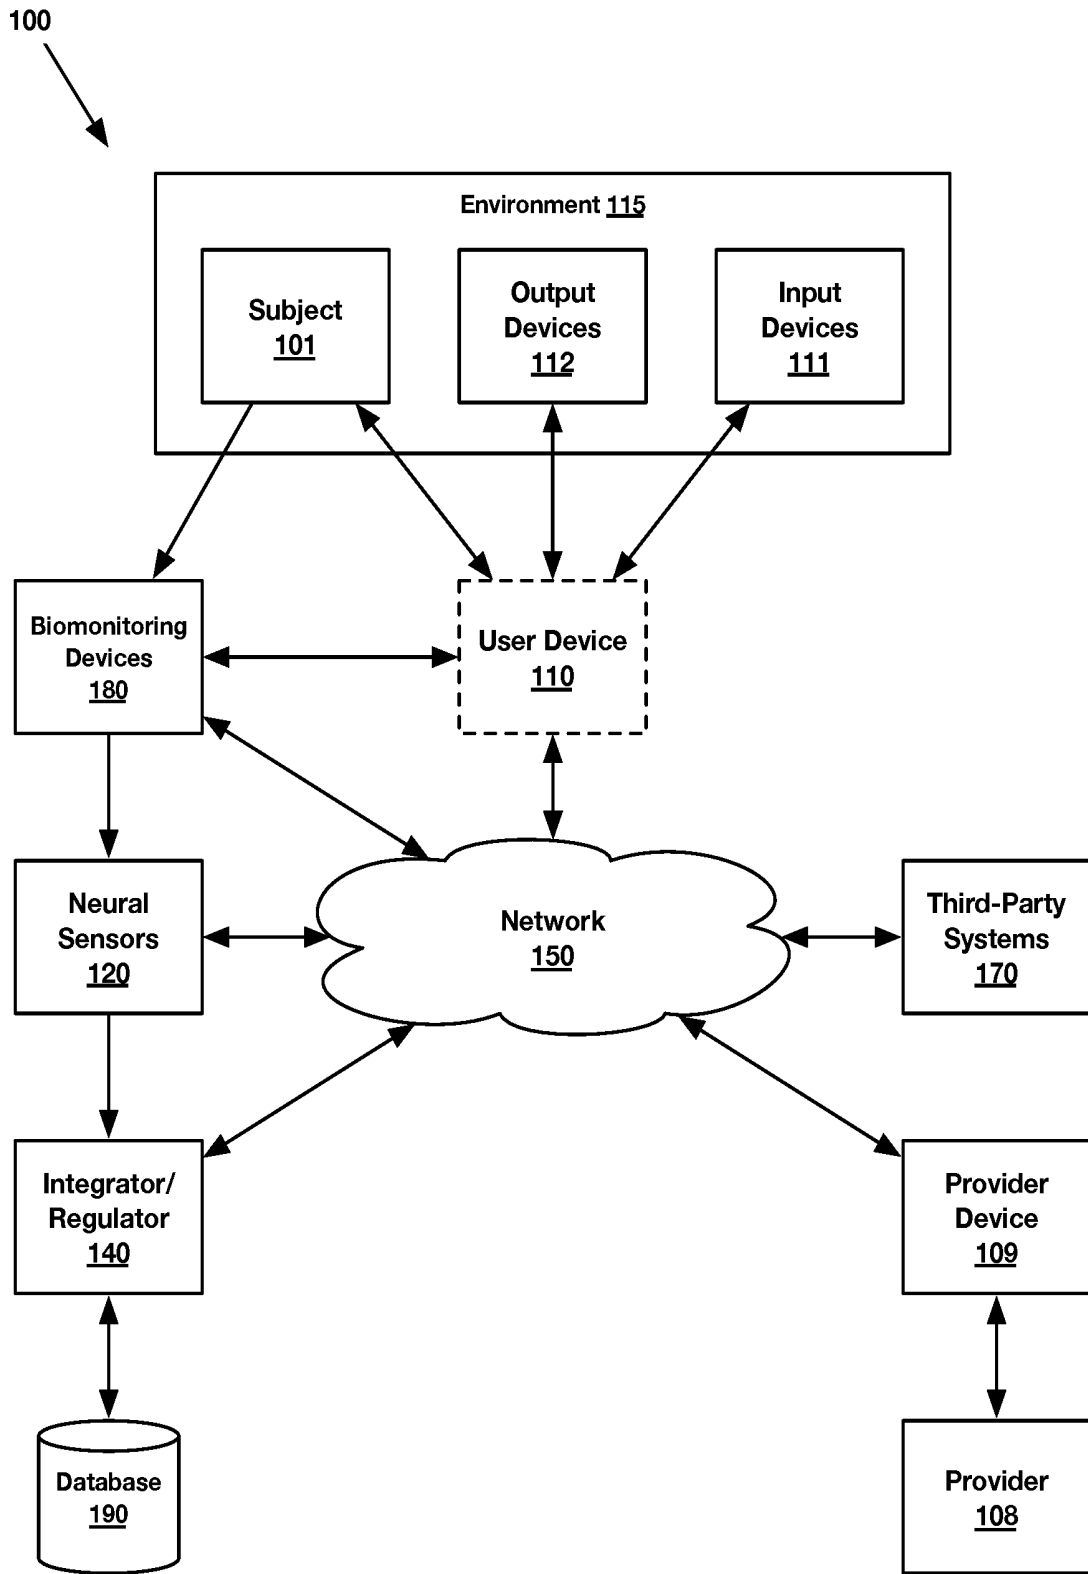 100
Environment 115
Subject
101
Output
Devices
112
Input
Devices
111
Biomonitoring
Devices
180
User Device
110
Neural
Sensors
120
Network
150
Third-Party
Systems
170
Integrator/
Regulator
140
Provider
Device
109
Database
190
Provider
108